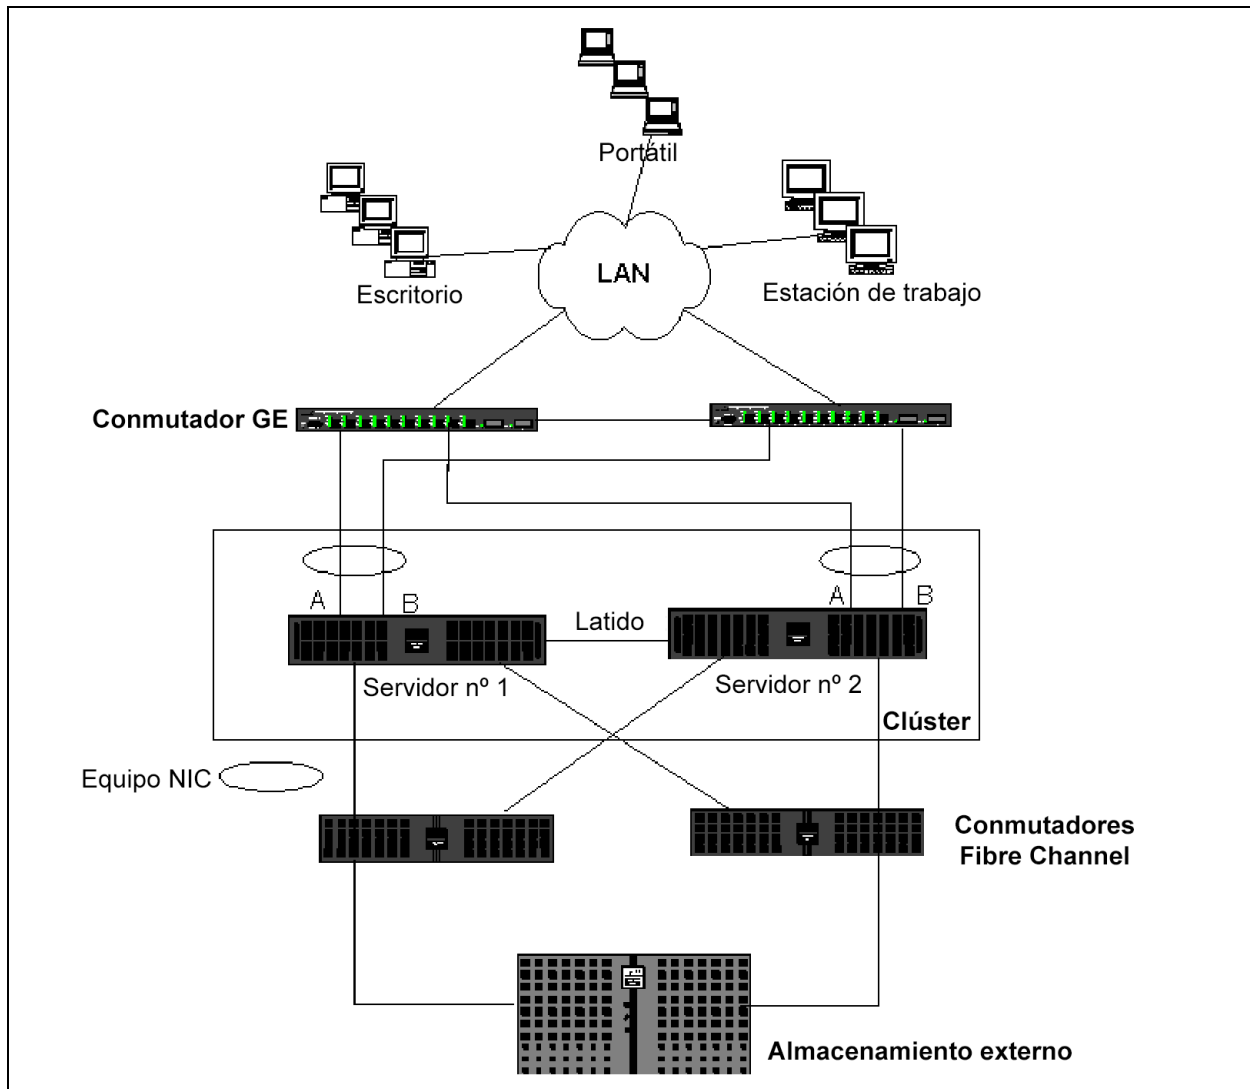 Portátil
LAN
Escritorio
Estación de trabajo
Conmutador GE
A
B
A
B
Latido
Servidor nº 1
Servidor nº 2
Clúster
Equipo NIC
Conmutadores
Fibre Channel
Almacenamiento externo